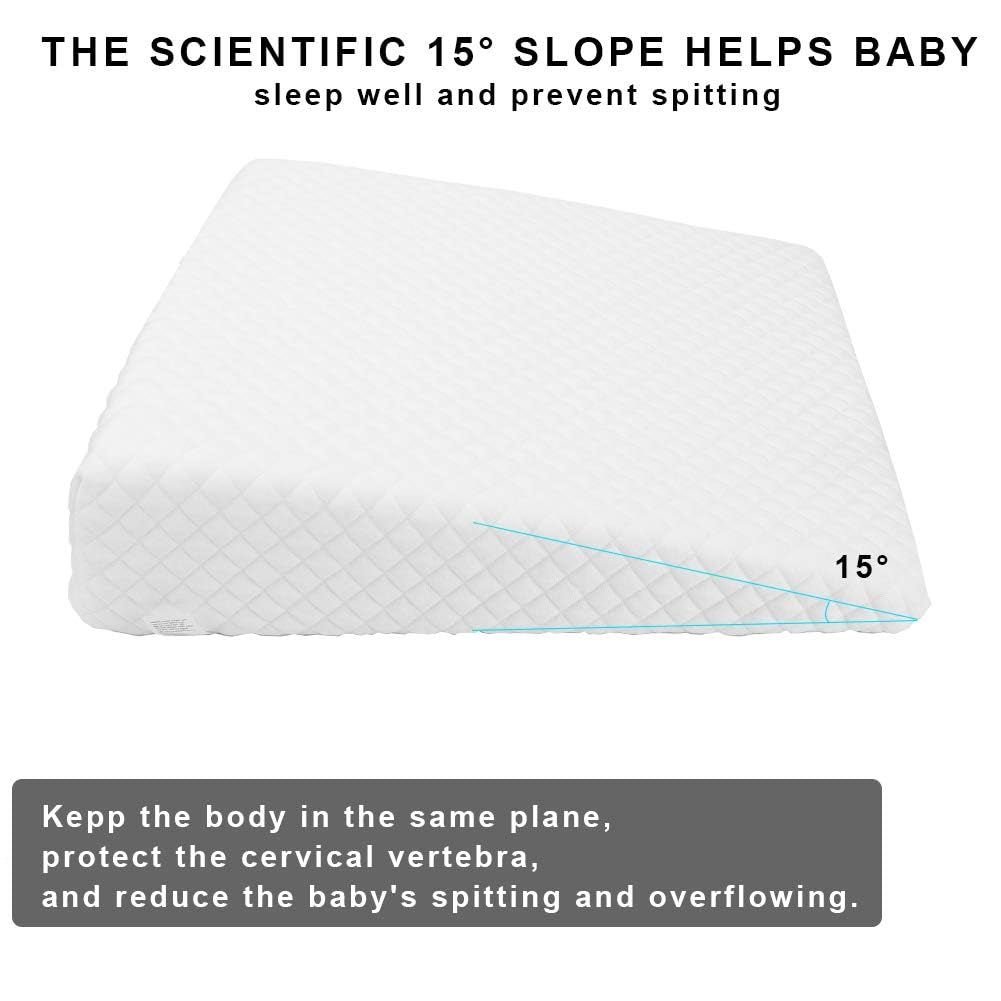 THE SCIENTIFIC 15° SLOPE HELPS BABY
sleep well and prevent spitting
15°
Kepp the body in the same plane,
protect the cervical vertebra,
and reduce the baby's spitting and overflowing.